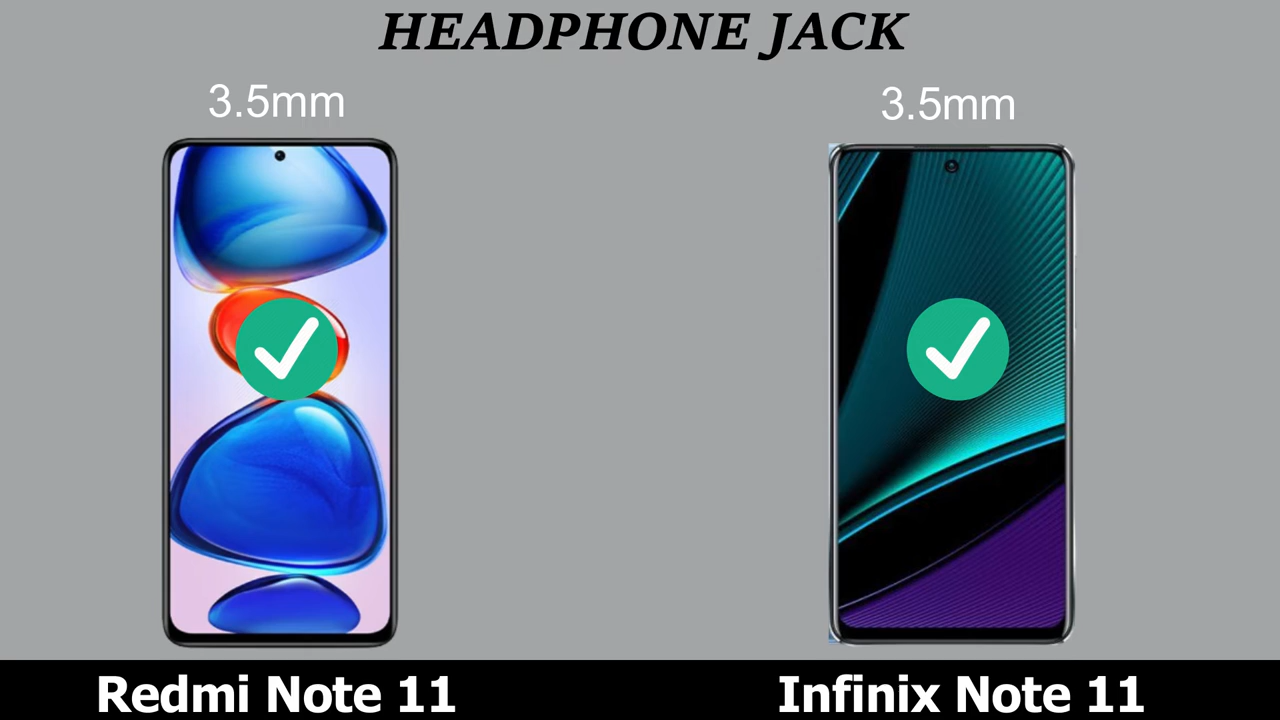 HEADPHONE JACK
3.5mm
3.5mm
Redmi Note 11
Infinix Note 11